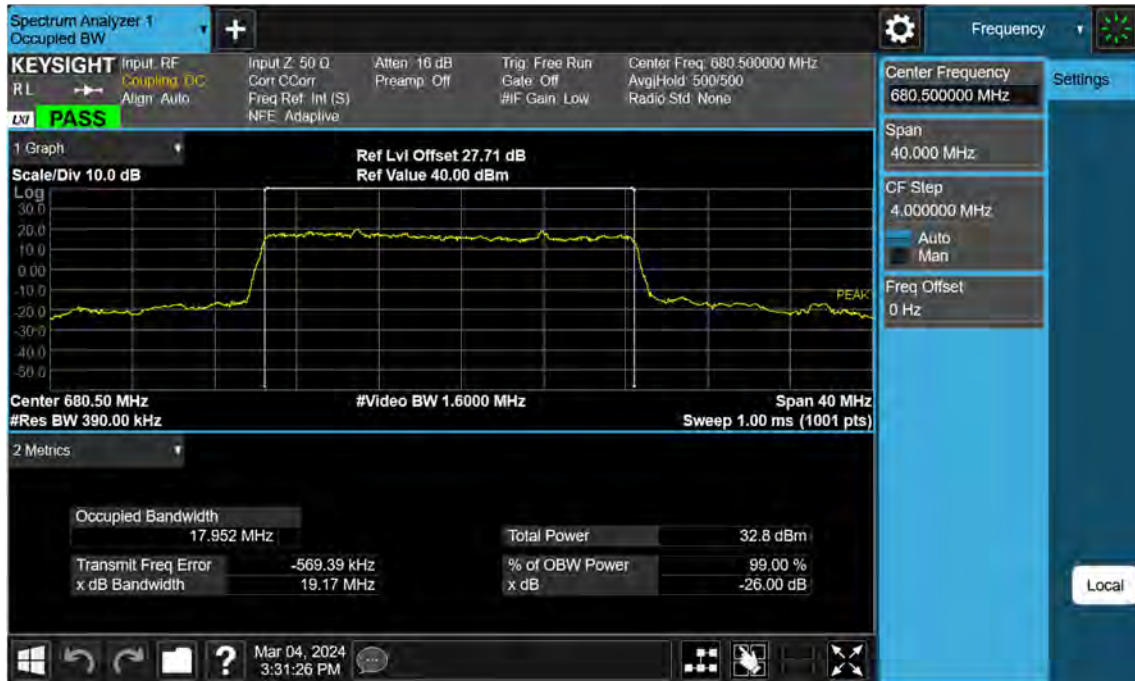 Spectrum Analyzer 1
Occupied BW
+
Frequency
KEYSIGHT
RL
LXI
PASS
Input: RF
Coupling: DC
Align: Auto
Input Z: 50 Ω
Corr CCorr
Freq Ref: Int (S)
NFE: Adaptive
Atten: 16 dB
Preamp: Off
Trig: Free Run
Gate: Off
#IF Gain: Low
Center Freq: 680.500000 MHz
Avg|Hold: 500/500
Radio Std: None
1 Graph
Scale/Div 10.0 dB
Ref Lvl Offset 27.71 dB
Ref Value 40.00 dBm
Log
30.0
20.0
10.0
0.00
-10.0
-20.0
-30.0
-40.0
-50.0
PEAK
Center 680.50 MHz
#Video BW 1.6000 MHz
Span 40 MHz
#Res BW 390.00 kHz
Sweep 1.00 ms (1001 pts)
2 Metrics
Occupied Bandwidth
17.952 MHz
Total Power 32.8 dBm
Transmit Freq Error -569.39 kHz
% of OBW Power 99.00 %
x dB Bandwidth 19.17 MHz
x dB -26.00 dB
Center Frequency
680.500000 MHz
Settings
Span
40.000 MHz
CF Step
4.000000 MHz
Auto
Man
Freq Offset
0 Hz
Local
?
Mar 04, 2024
3:31:26 PM